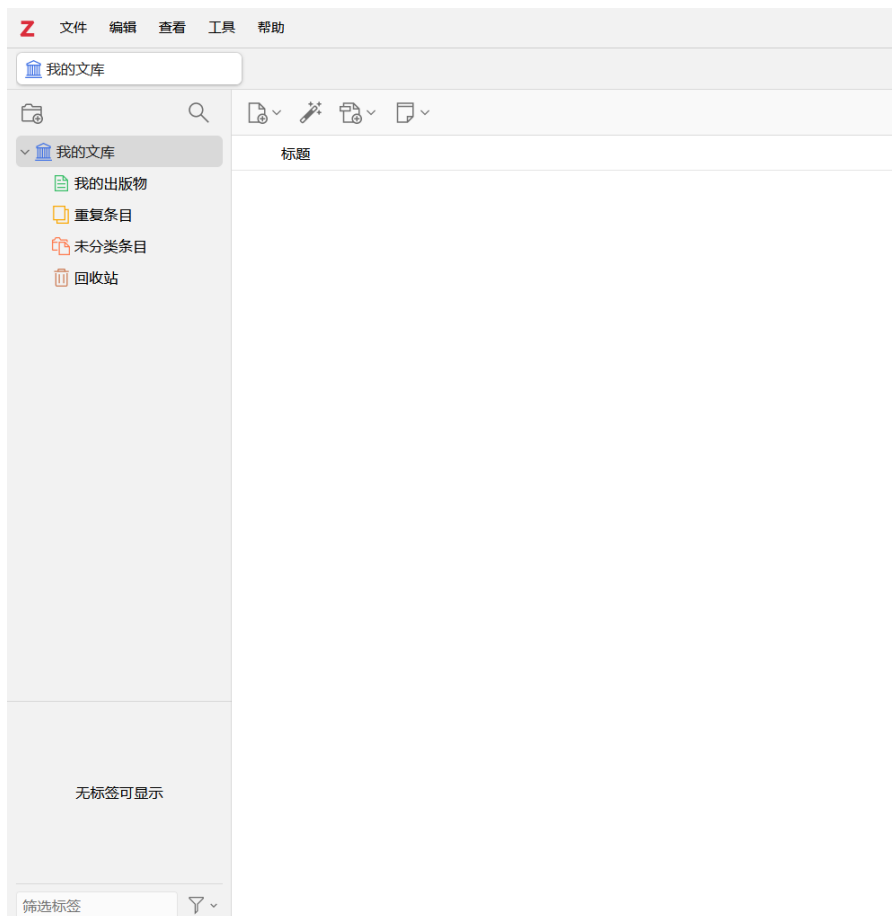 Z 文件 编辑 查看 工具 帮助
我的文库
我的文库
标题
我的出版物
重复条目
未分类条目
回收站
无标签可显示
筛选标签